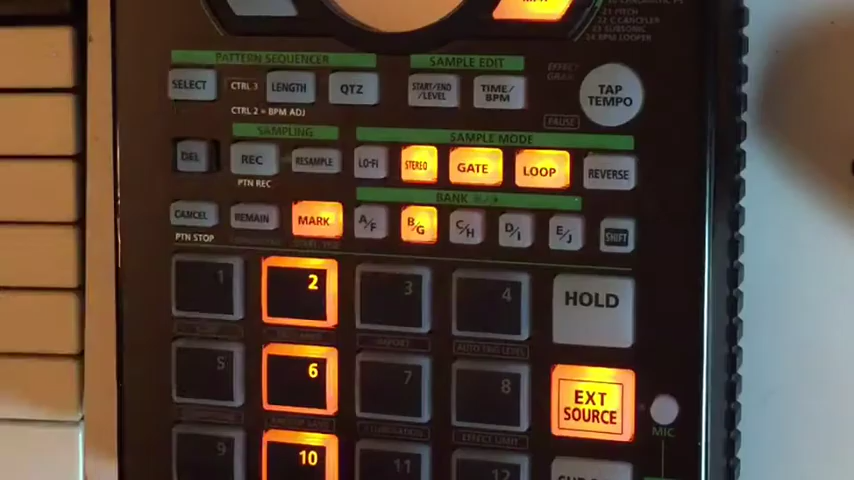 21 PITCH
22 C.CANCELER
23 SUBSONIC
24 BPM LOOPER
PATTERN SEQUENCER
SAMPLE EDIT
SELECT
CTRL 3
LENGTH
QTZ
START/END
/LEVEL
TIME/
BPM
TAP
TEMPO
CTRL 2 = BPM ADJ
PAUSE
SAMPLING
SAMPLE MODE
DEL
REC
RESAMPLE
LO-FI
STEREO
GATE
LOOP
REVERSE
PTN REC
BANK
CANCEL
REMAIN
MARK
A/F
B/G
C/H
D/I
E/J
SHIFT
PTN STOP
1
2
3
4
HOLD
5
6
7
8
EXT
SOURCE
MIC
9
10
11
12